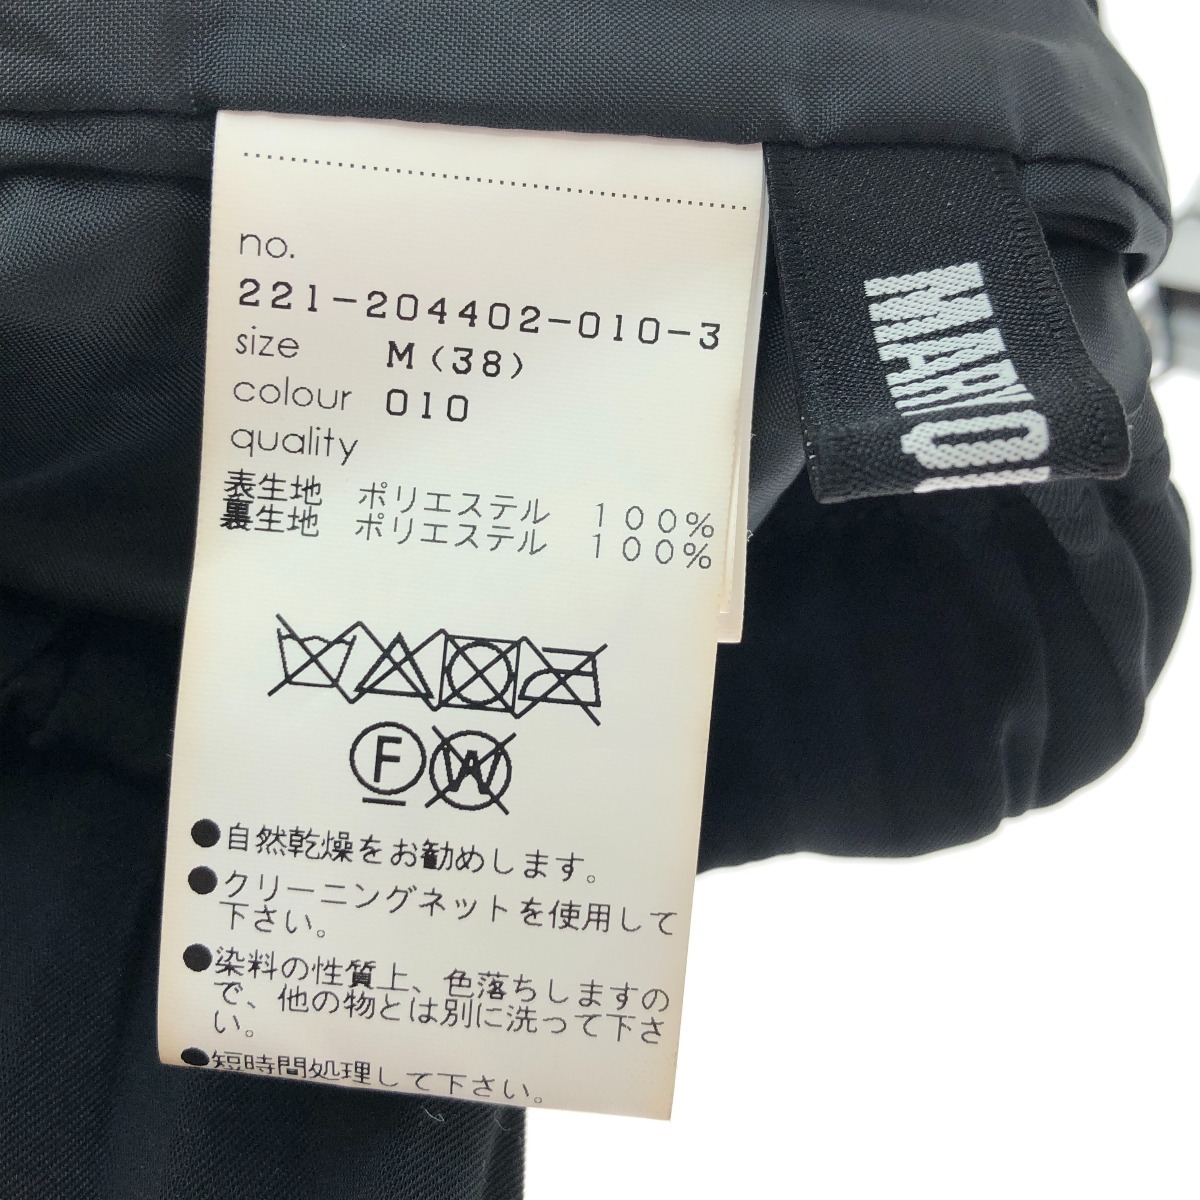 no.
221-204402-010-3
size M(38)
colour 010
quality
表生地 ポリエステル 100%
裏生地 ポリエステル 100%
F W
●自然乾燥をお勧めします。
●クリーニングネットを使用して
下さい。
●染料の性質上、色落ちしますの
で、他の物とは別に洗って下さ
い。
●短時間処理して下さい。